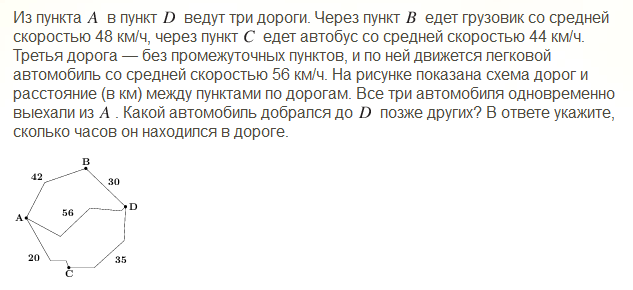 Из пункта A в пункт D ведут три дороги. Через пункт B едет грузовик со средней
скоростью 48 км/ч, через пункт C едет автобус со средней скоростью 44 км/ч.
Третья дорога — без промежуточных пунктов, и по ней движется легковой
автомобиль со средней скоростью 56 км/ч. На рисунке показана схема дорог и
расстояние (в км) между пунктами по дорогам. Все три автомобиля одновременно
выехали из A . Какой автомобиль добрался до D позже других? В ответе укажите,
сколько часов он находился в дороге.
B
42
30
D
56
A
20
35
C